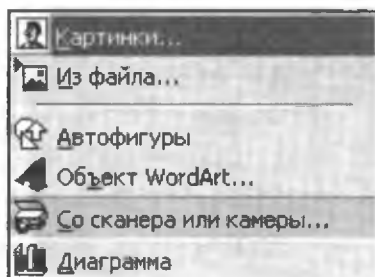 Картинки...
Из файла...
Автофигуры
Объект WordArt...
Со сканера или камеры...
Диаграмма